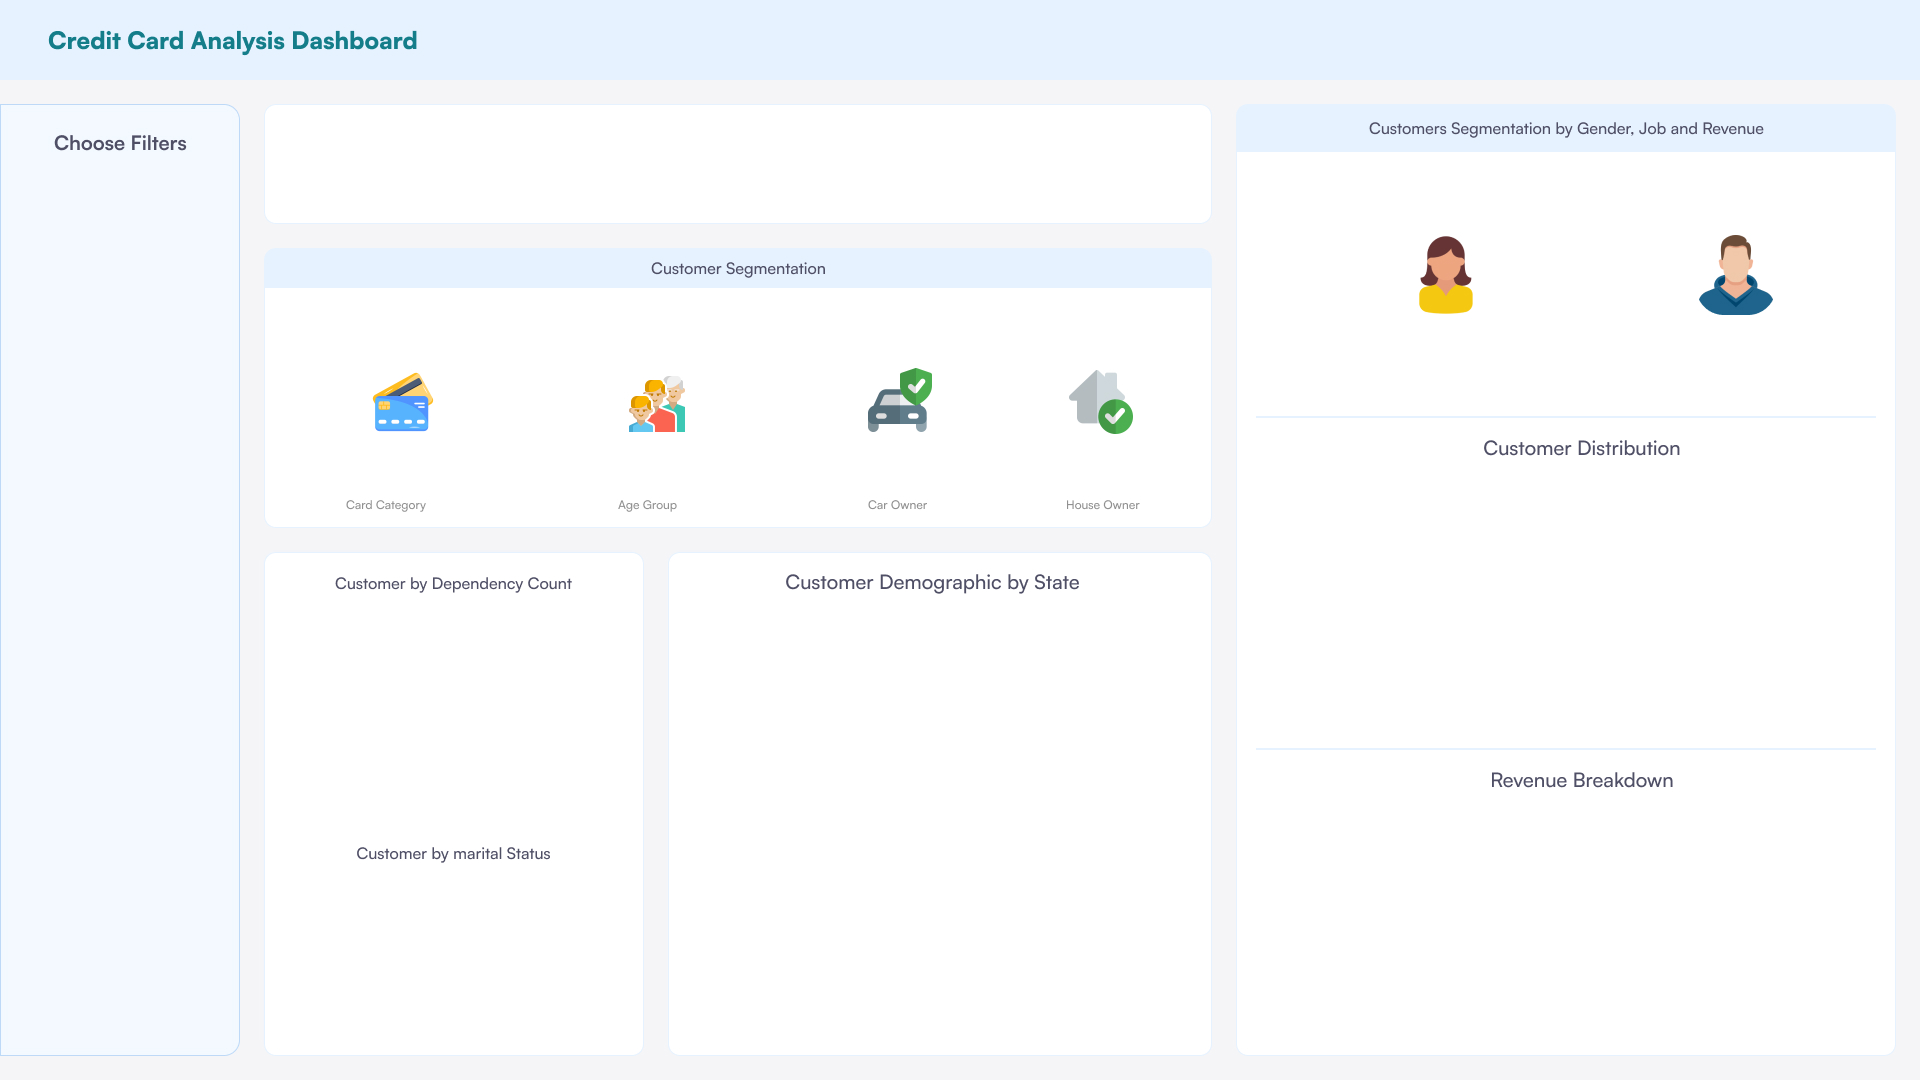 Credit Card Analysis Dashboard
Choose Filters
Customer Segmentation
Card Category
Age Group
Car Owner
House Owner
Customer by Dependency Count
Customer by marital Status
Customer Demographic by State
Customers Segmentation by Gender, Job and Revenue
Customer Distribution
Revenue Breakdown